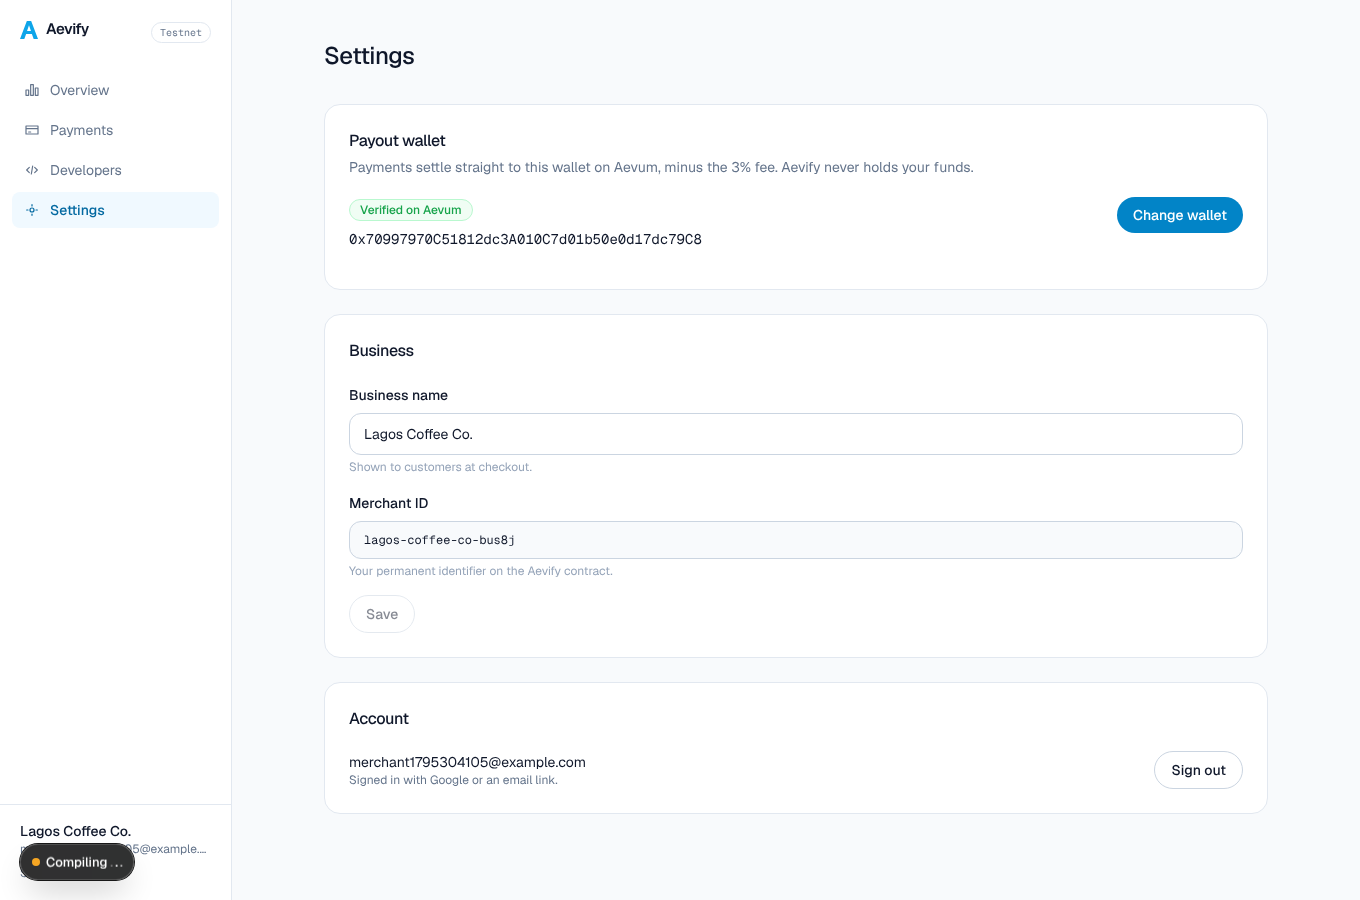 Aevify
Testnet
Overview
Payments
Developers
Settings
Settings
Payout wallet
Payments settle straight to this wallet on Aevum, minus the 3% fee. Aevify never holds your funds.
Verified on Aevum
0x70997970C51812dc3A010C7d01b50e0d17dc79C8
Change wallet
Business
Business name
Lagos Coffee Co.
Shown to customers at checkout.
Merchant ID
lagos-coffee-co-bus8j
Your permanent identifier on the Aevify contract.
Save
Account
merchant1795304105@example.com
Signed in with Google or an email link.
Sign out
Lagos Coffee Co.
05@example....
Compiling ...